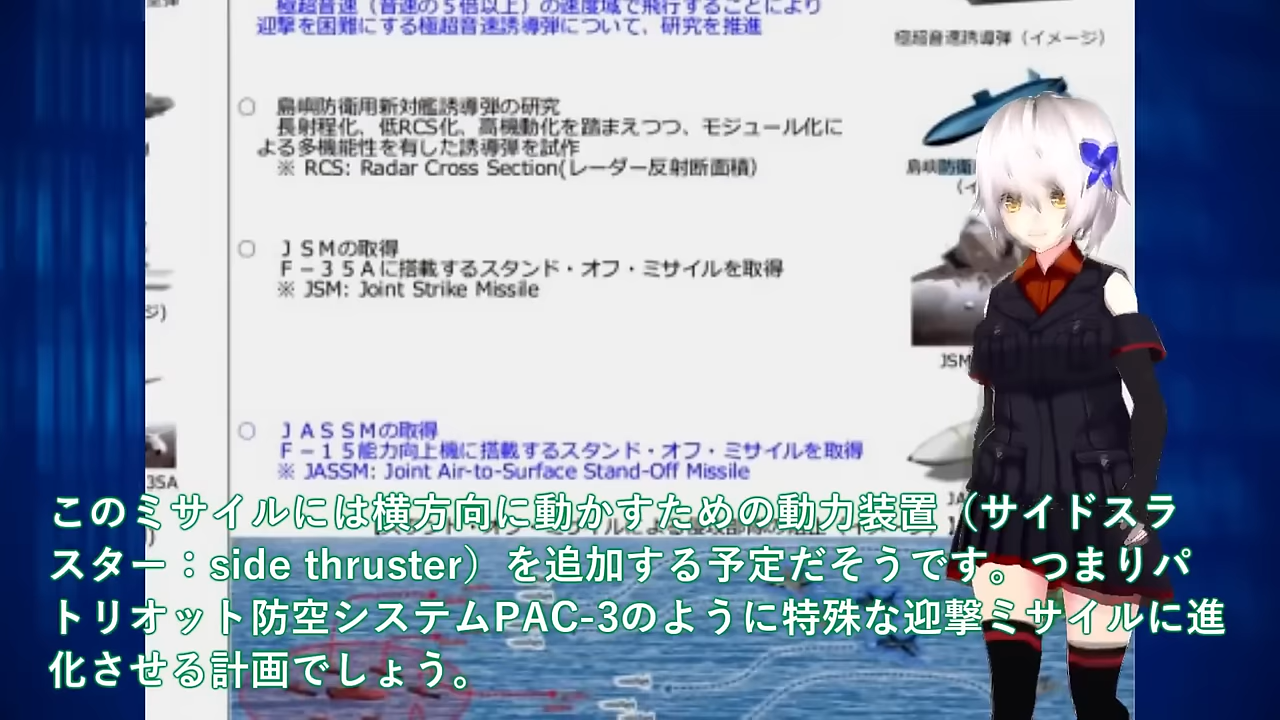 極超音速（音速の５倍以上）の速度域で飛行することにより
迎撃を困難にする極超音速誘導弾について、研究を推進
極超音速誘導弾（イメージ）
○ 島嶼防衛用新対艦誘導弾の研究
長射程化、低RCS化、高機動化を踏まえつつ、モジュール化に
よる多機能性を有した誘導弾を試作
※ RCS: Radar Cross Section(レーダー反射断面積)
島嶼防衛
○ ＪＳＭの取得
Ｆ－３５Ａに搭載するスタンド・オフ・ミサイルを取得
※ JSM: Joint Strike Missile
JSM
○ ＪＡＳＳＭの取得
Ｆ－１５能力向上機に搭載するスタンド・オフ・ミサイルを取得
※ JASSM: Joint Air-to-Surface Stand-Off Missile
このミサイルには横方向に動かすための動力装置（サイドスラ
スター：side thruster）を追加する予定だそうです。つまりパ
トリオット防空システムPAC-3のように特殊な迎撃ミサイルに進
化させる計画でしょう。